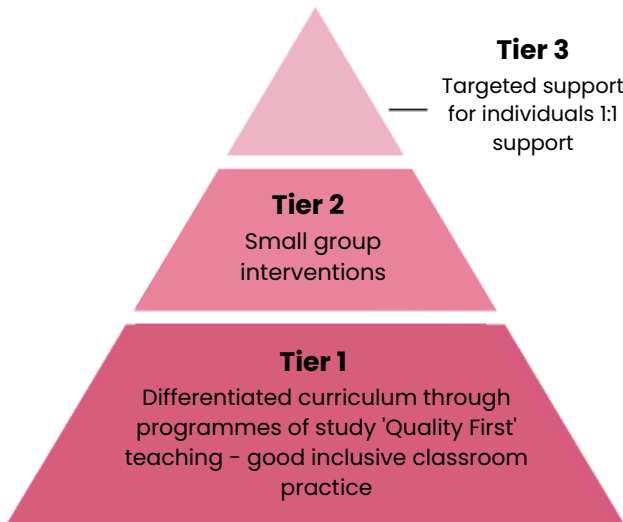 Tier 3
Targeted support
for individuals 1:1
support
Tier 2
Small group
interventions
Tier 1
Differentiated curriculum through
programmes of study 'Quality First'
teaching - good inclusive classroom
practice